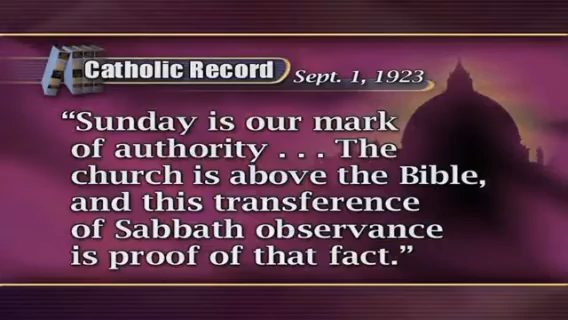 Catholic Record Sept. 1, 1923
“Sunday is our mark
of authority . . . The
church is above the Bible,
and this transference
of Sabbath observance
is proof of that fact.”